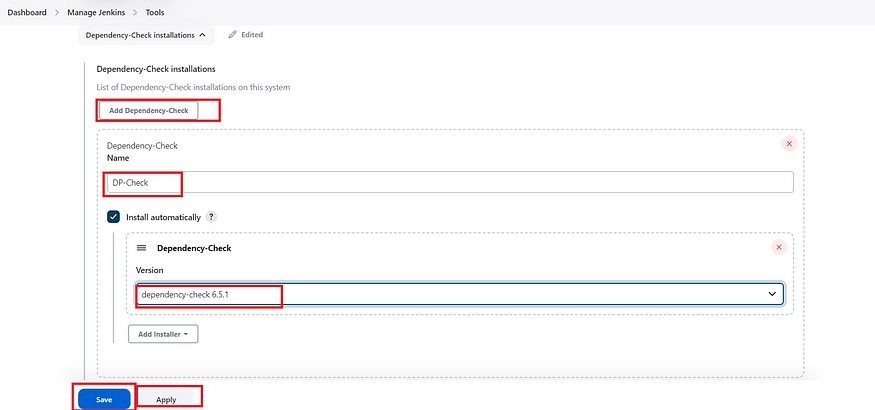 Dashboard > Manage Jenkins > Tools
Dependency-Check installations
Edited
Dependency-Check installations
List of Dependency-Check installations on this system
Add Dependency-Check
Dependency-Check
Name
DP-Check
Install automatically ?
Dependency-Check
Version
dependency-check 6.5.1
Add Installer
Save
Apply